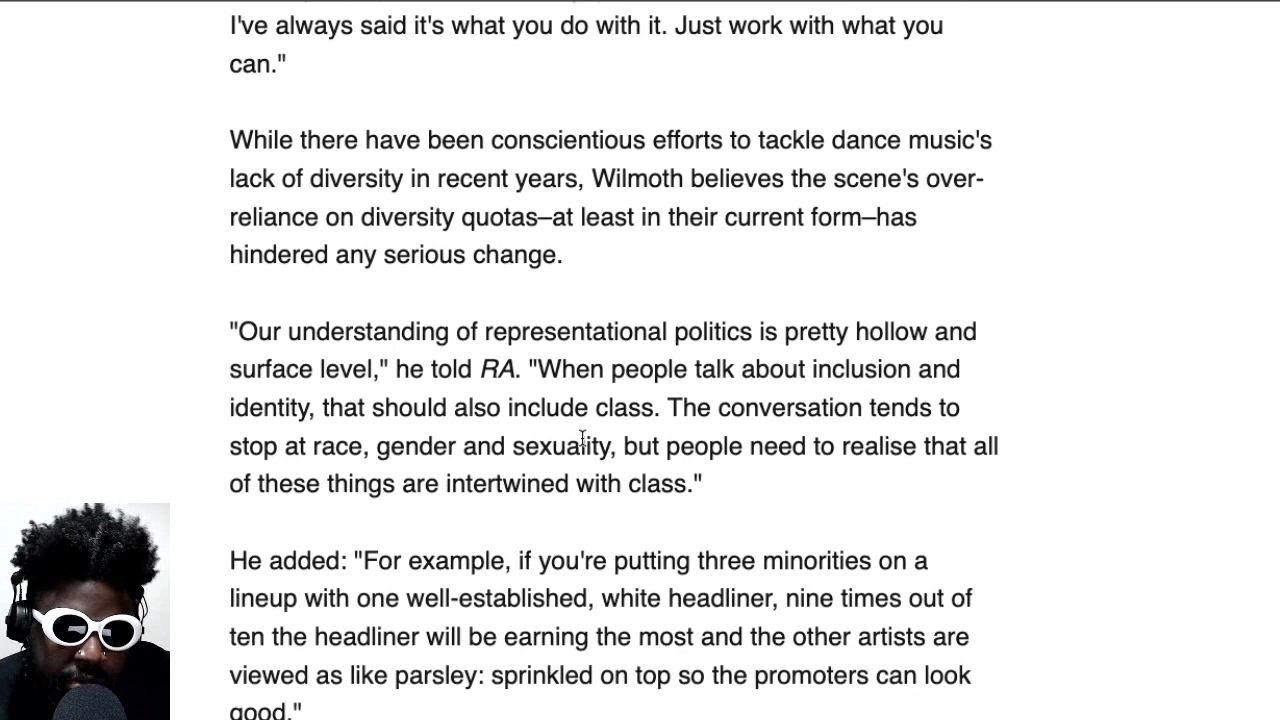 I've always said it's what you do with it. Just work with what you
can."
While there have been conscientious efforts to tackle dance music's
lack of diversity in recent years, Wilmoth believes the scene's over-
reliance on diversity quotas—at least in their current form—has
hindered any serious change.
"Our understanding of representational politics is pretty hollow and
surface level," he told RA. "When people talk about inclusion and
identity, that should also include class. The conversation tends to
stop at race, gender and sexuality, but people need to realise that all
of these things are intertwined with class."
He added: "For example, if you're putting three minorities on a
lineup with one well-established, white headliner, nine times out of
ten the headliner will be earning the most and the other artists are
viewed as like parsley: sprinkled on top so the promoters can look
good."